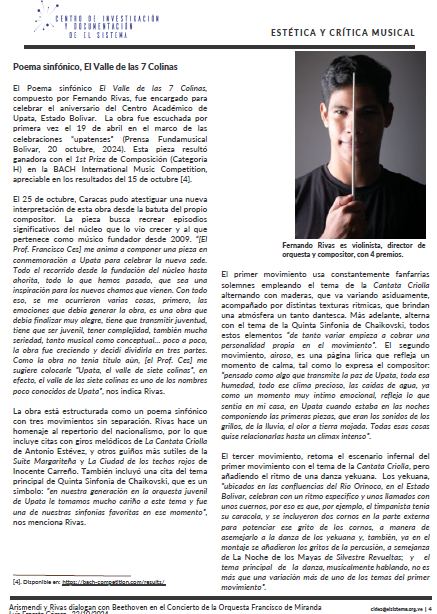 CENTRO DE INVESTIGACIÓN
Y DOCUMENTACIÓN
DE EL SISTEMA
ESTÉTICA Y CRÍTICA MUSICAL
Poema sinfónico, El Valle de las 7 Colinas
El Poema sinfónico El Valle de las 7 Colinas,
compuesto por Fernando Rivas, fue encargado para
celebrar el aniversario del Centro Académico de
Upata, Estado Bolivar. La obra fue escuchada por
primera vez el 19 de abril en el marco de las
celebraciones "upatenses" (Prensa Fundamusical
Bolivar, 20 octubre, 2024). Esta pieza resultó
ganadora con el 1st Prize de Composición (Categoria
H) en la BACH International Music Competition,
apreciable en los resultados del 15 de octubre [4].
El 25 de octubre, Caracas pudo atestiguar una nueva
interpretación de esta obra desde la batuta del propio
compositor. La pieza busca recrear episodios
significativos del núcleo que lo vio crecer y al que
pertenece como músico fundador desde 2009. "[El
Prof. Francisco Ces] me animo a componer una pieza en
conmemoración a Upata para celebrar la nueva sede.
Todo el recorrido desde la fundación del núcleo hasta
ahorita, todo lo que hemos pasado, que sea una
inspiración para los nuevos chamos que vienen. Con todo
eso, se me ocurrieron varias cosas, primero, las
emociones que debia generar la obra, es una obra que
debia finalizar muy alegre, tiene que transmitir juventud,
tiene que ser juvenil, tener complejidad, también mucha
seriedad, tanto musical como conceptual... poco a poco,
la obra fue creciendo y decidi dividirla en tres partes.
Como la obra no tenia titulo aún, [el Prof. Ces] me
sugiere colocarle "Upata, el valle de siete colinas", en
efecto, el valle de las siete colinas es uno de los nombres
poco conocidos de Upata", nos indica Rivas.
La obra está estructurada como un poema sinfónico
con tres movimientos sin separación. Rivas hace un
homenaje al repertorio del nacionalismo, por lo que
incluye citas con giros melódicos de La Cantata Criolla
de Antonio Estévez, y otros guiños más sutiles de la
Suite Margariteña y La Ciudad de los techos rojos de
Inocente Carreño. También incluyó una cita del tema
principal de Quinta Sinfonia de Chaikovski, que es un
simbolo: "en nuestra generación en la orquesta juvenil
de Upata le tomamos mucho cariño a este tema y fue
una de nuestras sinfonias favoritas en ese momento",
nos menciona Rivas.
[4]. Disponible en: https://bach-competition.com/results/
Fernando Rivas es violinista, director de
orquesta y compositor, con 4 premios.
El primer movimiento usa constantemente fanfarrias
solemnes empleando el tema de la Cantata Criolla
alternando con maderas, que va variando asiduamente,
acompañado por distintas texturas ritmicas, que brindan
una atmósfera un tanto dantesca. Más adelante, alterna
con el tema de la Quinta Sinfonia de Chaikovski, todos
estos elementos "de tanto variar empieza a cobrar una
personalidad propia en el movimiento". El segundo
movimiento, airoso, es una página lirica que refleja un
momento de calma, tal como lo expresa el compositor:
"pensado como algo que transmite la paz de Upata, toda esa
humedad, todo ese clima precioso, las caidas de agua, ya
como un momento muy intimo emocional, refleja lo que
sentia en mi casa, en Upata cuando estaba en las noches
componiendo las primeras piezas, que eran los sonidos de los
grillos, de la lluvia, el olor a tierra mojada. Todas esas cosas
quise relacionarlas hasta un climax intenso".
El tercer movimiento, retoma el escenario infernal del
primer movimiento con el tema de la Cantata Criolla, pero
añadiendo el ritmo de una danza yekuana. Los yekuana,
"ubicados en las confluencias del Rio Orinoco, en el Estado
Bolivar, celebran con un ritmo especifico y unos llamados con
unos cuernos, por eso es que, por ejemplo, el timpanista tenia
su caracola, y se incluyeron dos cornos en la parte externa
para potenciar ese grito de los cornos, a manera de
asemejarlo a la danza de los yekuana y, también, ya en el
montaje se añadieron los gritos de la percusión, a semejanza
de La Noche de los Mayas de Silvestre Revueltas; y el
tema principal de la danza, musicalmente hablando, no es
más que una variación más de uno de los temas del primer
movimiento".
Arismendi y Rivas dialogan con Beethoven en el Concierto de la Orquesta Francisco de Miranda
cideo@elsistema.org.ve | 4